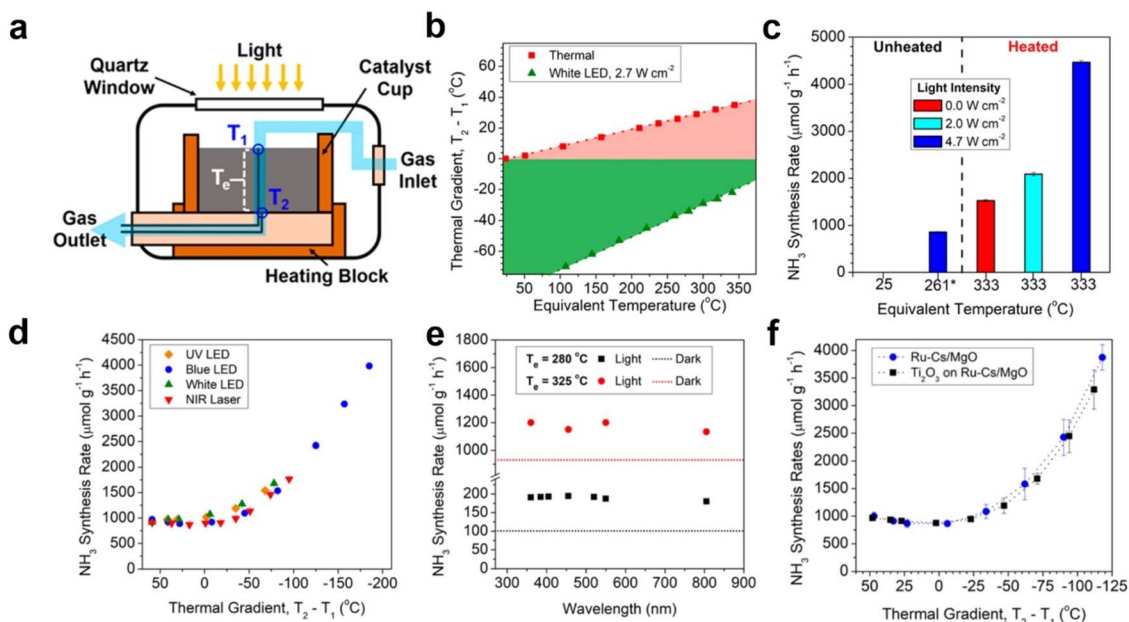 a
Light
Quartz
Window
Catalyst
Cup
T1
Te
T2
Gas
Inlet
Gas
Outlet
Heating Block
b
Thermal Gradient, T2 - T1 (°C)
60
40
20
0
-20
-40
-60
Thermal
White LED, 2.7 W cm-2
50 100 150 200 250 300 350
Equivalent Temperature (°C)
c
NH3 Synthesis Rate (μmol g-1 h-1)
5000
4000
3000
2000
1000
0
Unheated
Heated
Light Intensity
0.0 W cm-2
2.0 W cm-2
4.7 W cm-2
25 261* 333 333 333
Equivalent Temperature (°C)
d
NH3 Synthesis Rate (μmol g-1 h-1)
4500
4000
3500
3000
2500
2000
1500
1000
500
0
UV LED
Blue LED
White LED
NIR Laser
50 0 -50 -100 -150 -200
Thermal Gradient, T2 - T1 (°C)
e
NH3 Synthesis Rate (μmol g-1 h-1)
1800
1600
1400
1200
1000
200
150
100
50
0
Te = 280 °C Light Dark
Te = 325 °C Light Dark
300 400 500 600 700 800 900
Wavelength (nm)
f
NH3 Synthesis Rates (μmol g-1 h-1)
4000
3500
3000
2500
2000
1500
1000
500
0
Ru-Cs/MgO
Ti2O3 on Ru-Cs/MgO
50 25 0 -25 -50 -75 -100 -125
Thermal Gradient, T2 - T1 (°C)